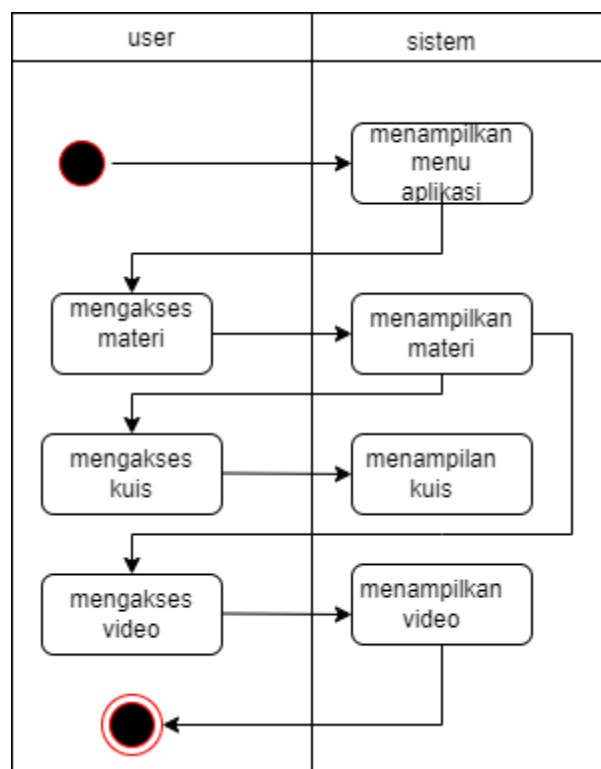 user
sistem
menampilkan
menu
aplikasi
mengakses
materi
menampilkan
materi
mengakses
kuis
menampilan
kuis
mengakses
video
menampilkan
video